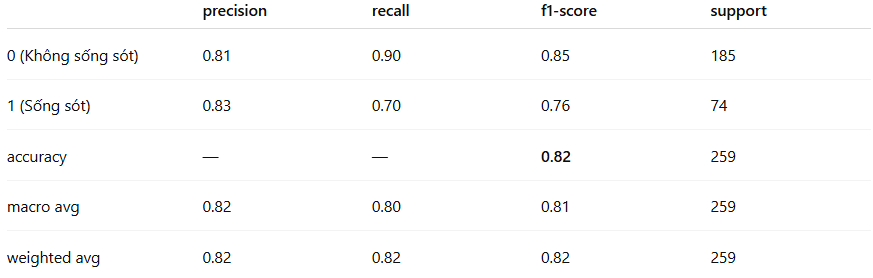 precision recall f1-score support
0 (Không sống sót) 0.81 0.90 0.85 185
1 (Sống sót) 0.83 0.70 0.76 74
accuracy — — 0.82 259
macro avg 0.82 0.80 0.81 259
weighted avg 0.82 0.82 0.82 259